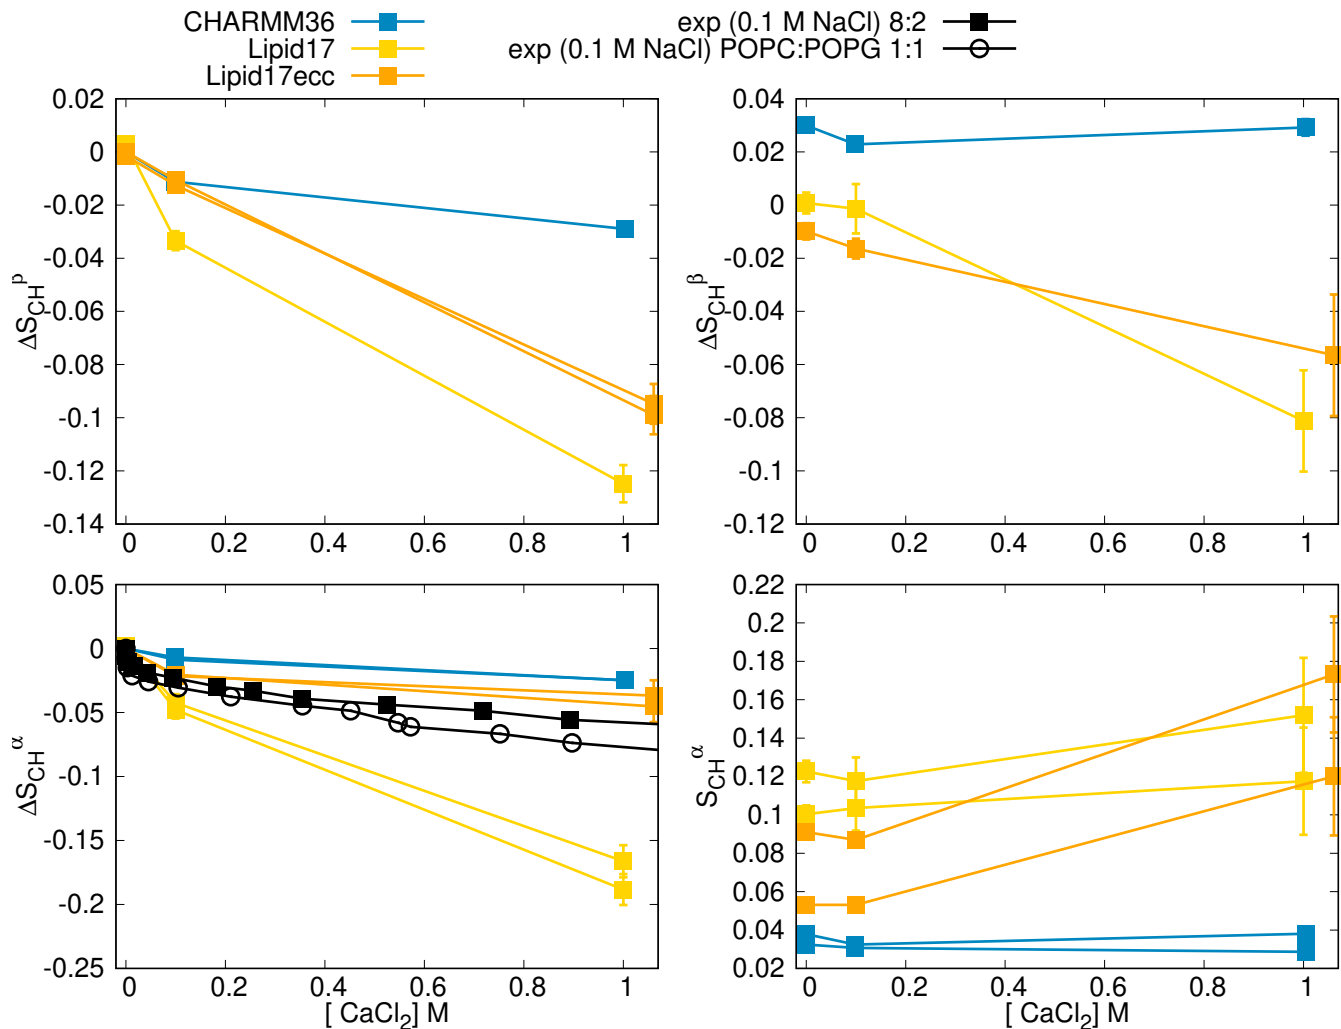 CHARMM36
Lipid17
Lipid17ecc
exp (0.1 M NaCl) 8:2
exp (0.1 M NaCl) POPC:POPG 1:1
ΔS_CH^β
0.02
0
-0.02
-0.04
-0.06
-0.08
-0.1
-0.12
-0.14
0 0.2 0.4 0.6 0.8 1
ΔS_CH^β
0.04
0.02
0
-0.02
-0.04
-0.06
-0.08
-0.1
-0.12
0 0.2 0.4 0.6 0.8 1
ΔS_CH^α
0.05
0
-0.05
-0.1
-0.15
-0.2
-0.25
0 0.2 0.4 0.6 0.8 1
[ CaCl₂] M
S_CH^α
0.22
0.2
0.18
0.16
0.14
0.12
0.1
0.08
0.06
0.04
0.02
0 0.2 0.4 0.6 0.8 1
[ CaCl₂] M